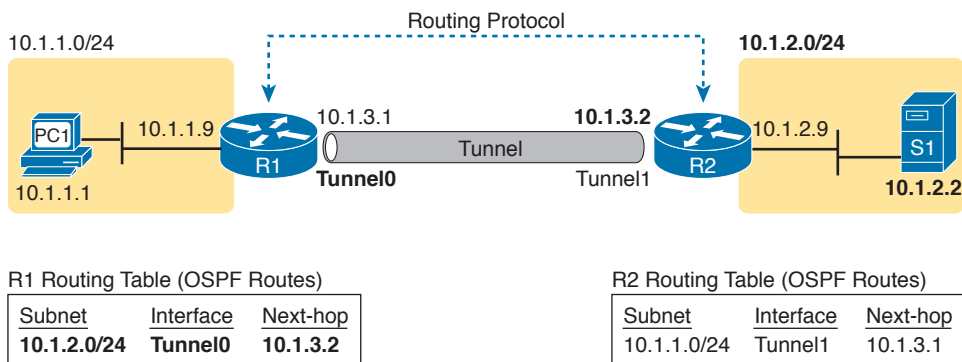 Routing Protocol
10.1.1.0/24
10.1.2.0/24
PC1
10.1.1.9
10.1.3.1
10.1.3.2
10.1.2.9
R1
Tunnel
R2
S1
Tunnel0
Tunnel1
10.1.1.1
10.1.2.2
R1 Routing Table (OSPF Routes)
Subnet Interface Next-hop
10.1.2.0/24 Tunnel0 10.1.3.2
R2 Routing Table (OSPF Routes)
Subnet Interface Next-hop
10.1.1.0/24 Tunnel1 10.1.3.1